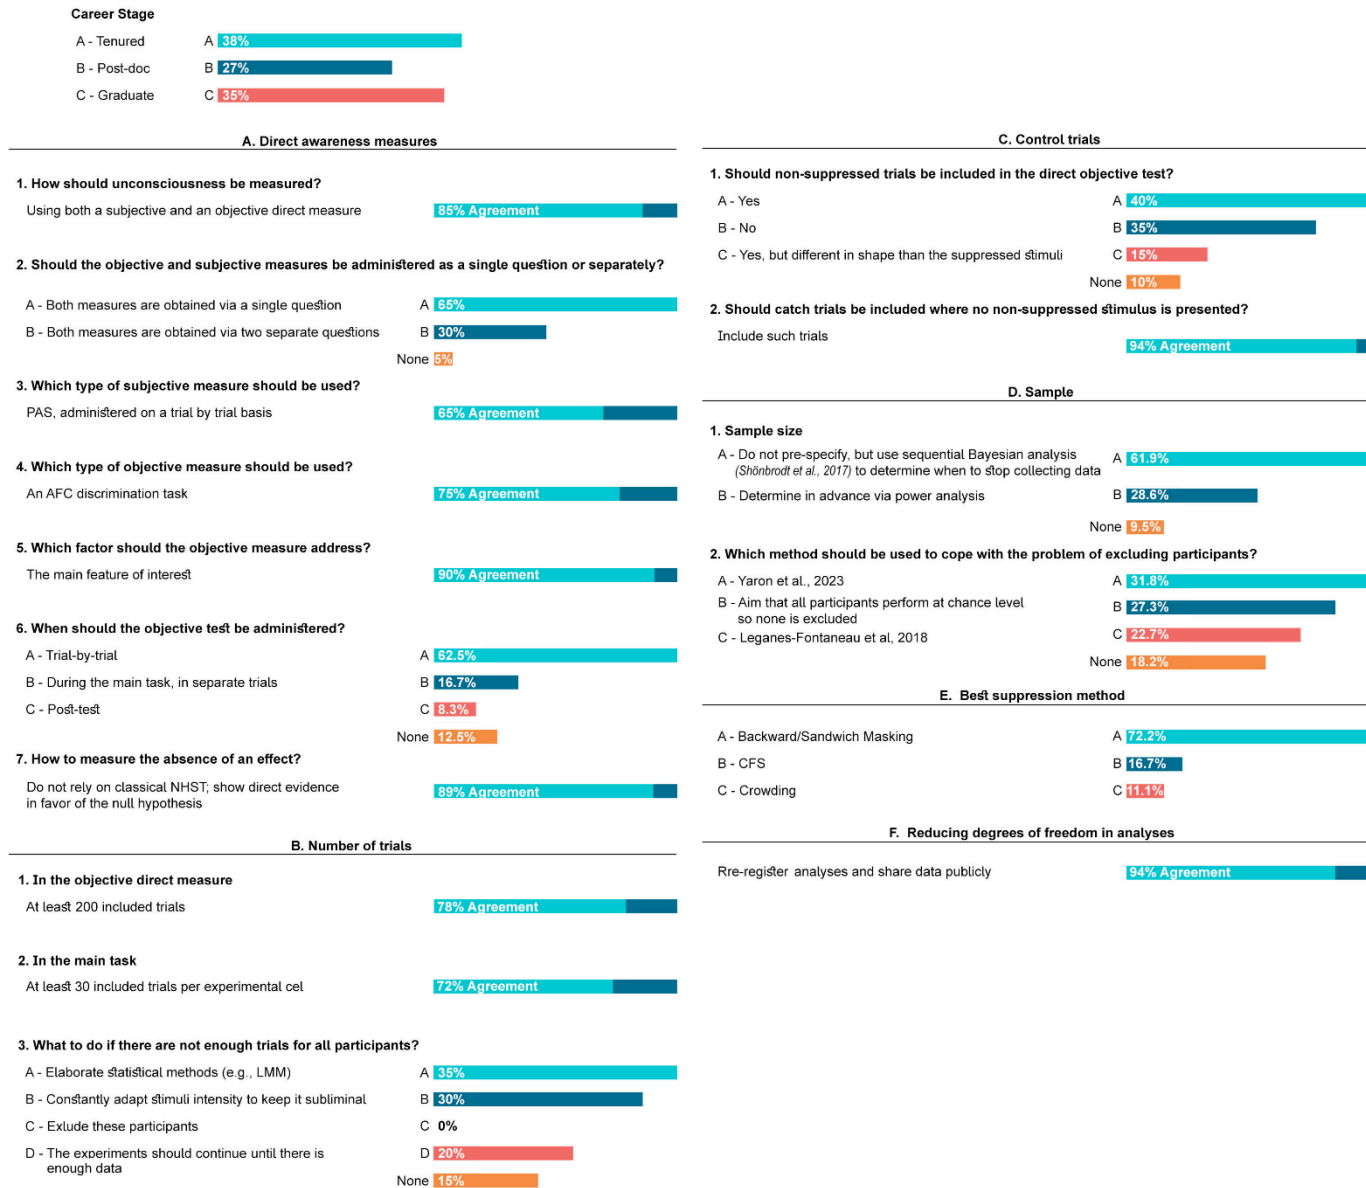 Career Stage
A - Tenured A 38%
B - Post-doc B 27%
C - Graduate C 35%
A. Direct awareness measures
1. How should unconsciousness be measured?
Using both a subjective and an objective direct measure 85% Agreement
2. Should the objective and subjective measures be administered as a single question or separately?
A - Both measures are obtained via a single question A 65%
B - Both measures are obtained via two separate questions B 30%
None 5%
3. Which type of subjective measure should be used?
PAS, administered on a trial by trial basis 65% Agreement
4. Which type of objective measure should be used?
An AFC discrimination task 75% Agreement
5. Which factor should the objective measure address?
The main feature of interest 90% Agreement
6. When should the objective test be administered?
A - Trial-by-trial A 62.5%
B - During the main task, in separate trials B 16.7%
C - Post-test C 8.3%
None 12.5%
7. How to measure the absence of an effect?
Do not rely on classical NHST; show direct evidence
in favor of the null hypothesis 89% Agreement
B. Number of trials
1. In the objective direct measure
At least 200 included trials 78% Agreement
2. In the main task
At least 30 included trials per experimental cel 72% Agreement
3. What to do if there are not enough trials for all participants?
A - Elaborate statistical methods (e.g., LMM) A 35%
B - Constantly adapt stimuli intensity to keep it subliminal B 30%
C - Exlude these participants C 0%
D - The experiments should continue until there is D 20%
enough data
None 15%
C. Control trials
1. Should non-suppressed trials be included in the direct objective test?
A - Yes A 40%
B - No B 35%
C - Yes, but different in shape than the suppressed stimuli C 15%
None 10%
2. Should catch trials be included where no non-suppressed stimulus is presented?
Include such trials 94% Agreement
D. Sample
1. Sample size
A - Do not pre-specify, but use sequential Bayesian analysis A 61.9%
(Shönbrodt et al., 2017) to determine when to stop collecting data
B - Determine in advance via power analysis B 28.6%
None 9.5%
2. Which method should be used to cope with the problem of excluding participants?
A - Yaron et al., 2023 A 31.8%
B - Aim that all participants perform at chance level B 27.3%
so none is excluded
C - Leganes-Fontaneau et al, 2018 C 22.7%
None 18.2%
E. Best suppression method
A - Backward/Sandwich Masking A 72.2%
B - CFS B 16.7%
C - Crowding C 11.1%
F. Reducing degrees of freedom in analyses
Rre-register analyses and share data publicly 94% Agreement